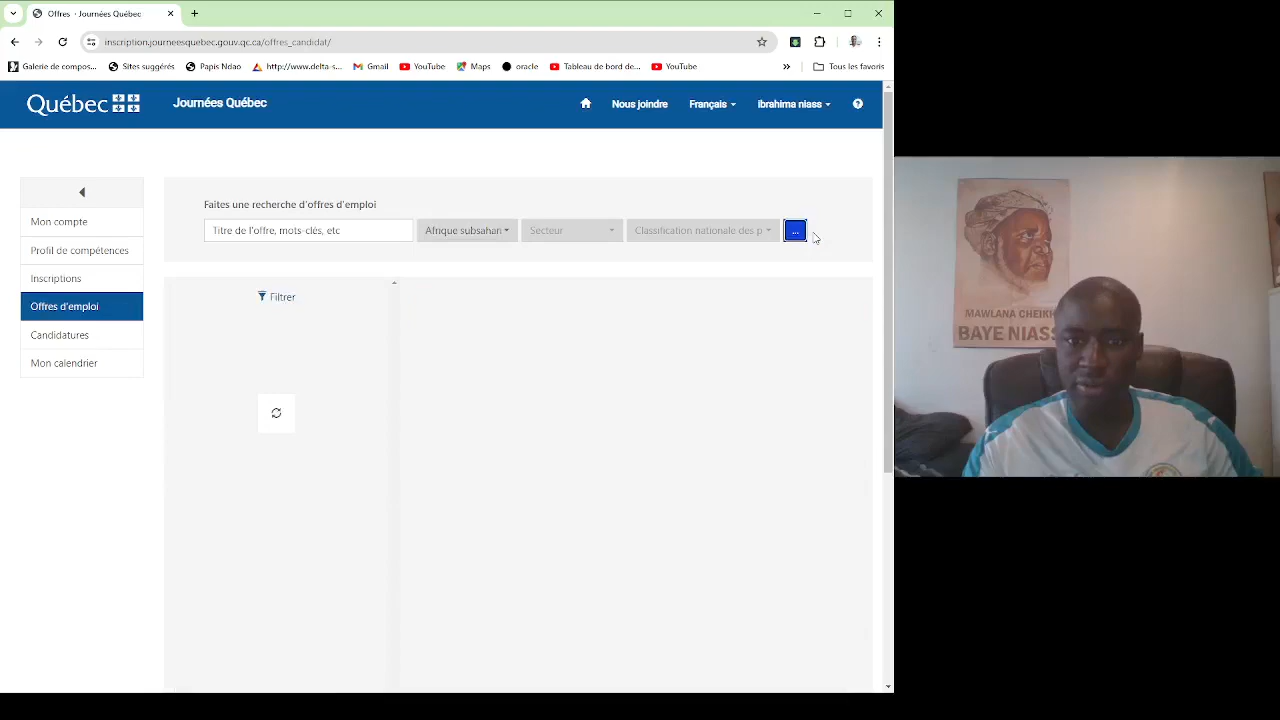 Offres · Journées Québec
inscription.journeesquebec.gouv.qc.ca/offres_candidat/
Galerie de compos... Sites suggérés Papis Ndao http://www.delta-s... Gmail YouTube Maps oracle Tableau de bord de... YouTube » Tous les favoris
Québec Journées Québec Nous joindre Français ibrahima niass
Mon compte
Profil de compétences
Inscriptions
Offres d'emploi
Candidatures
Mon calendrier
Faites une recherche d'offres d'emploi
Titre de l'offre, mots-clés, etc Afrique subsahar Secteur Classification nationale des p ...
Filtrer
MAWLANA CHEIKH
BAYE NIASS